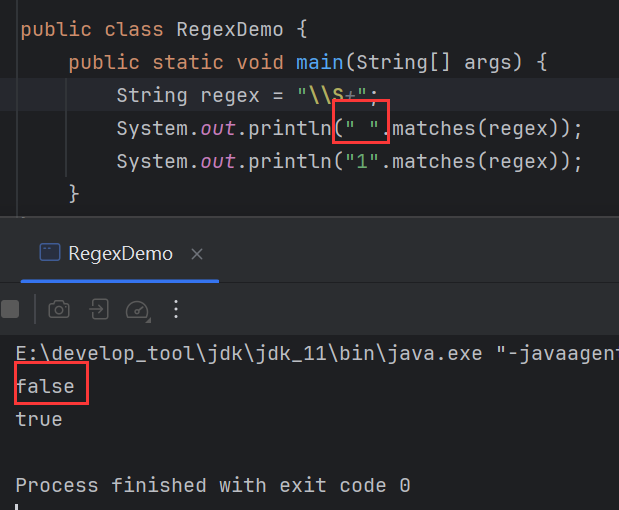 public class RegexDemo {
public static void main(String[] args) {
String regex = "\\S+";
System.out.println(" ".matches(regex));
System.out.println("1".matches(regex));
}
RegexDemo ×
E:\develop_tool\jdk\jdk_11\bin\java.exe "-javaagent
false
true
Process finished with exit code 0